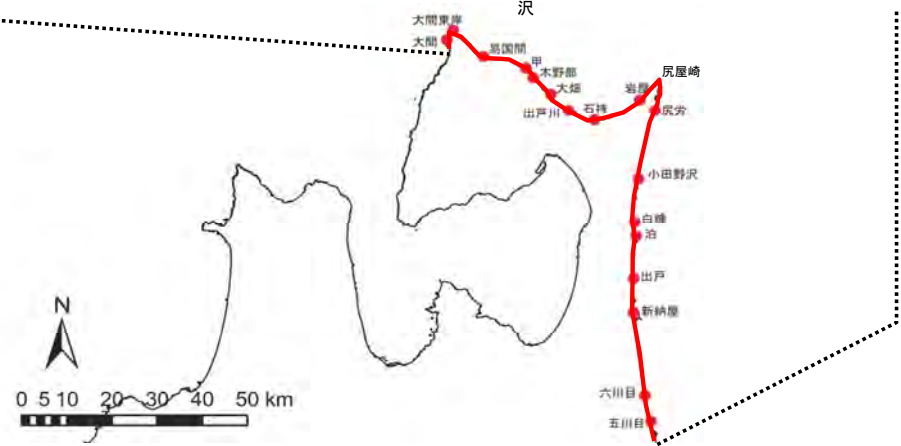 沢
大間東岸
大間
易国間
甲
木野部
大畑
出戸川
石持
岩屋
尻屋崎
尻労
小田野沢
白糠
泊
出戸
新納屋
六川目
五川目
N
0 5 10 20 30 40 50 km